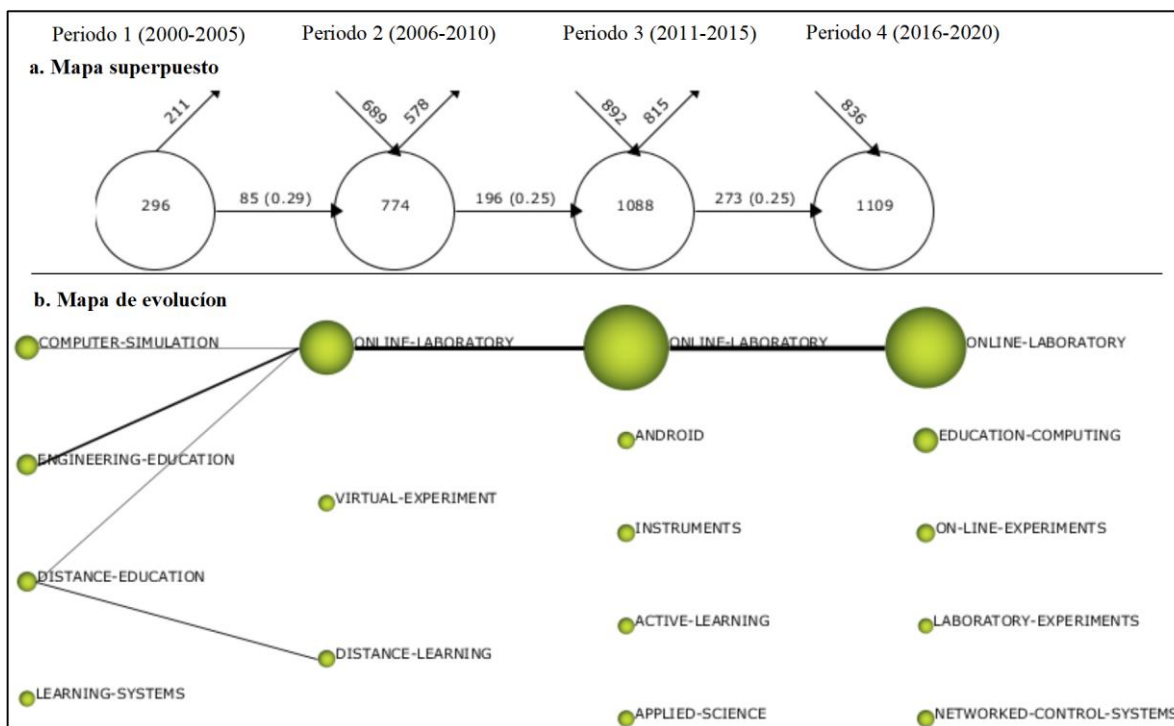 Periodo 1 (2000-2005) Periodo 2 (2006-2010) Periodo 3 (2011-2015) Periodo 4 (2016-2020)
a. Mapa superpuesto
211 689 578 892 815 836
296 85 (0.29) 774 196 (0.25) 1088 273 (0.25) 1109
b. Mapa de evolucíon
COMPUTER-SIMULATION ONLINE-LABORATORY ONLINE-LABORATORY ONLINE-LABORATORY
ANDROID EDUCATION-COMPUTING
ENGINEERING-EDUCATION
VIRTUAL-EXPERIMENT
INSTRUMENTS ON-LINE-EXPERIMENTS
DISTANCE-EDUCATION
ACTIVE-LEARNING LABORATORY-EXPERIMENTS
DISTANCE-LEARNING
LEARNING-SYSTEMS
APPLIED-SCIENCE NETWORKED-CONTROL-SYSTEMS